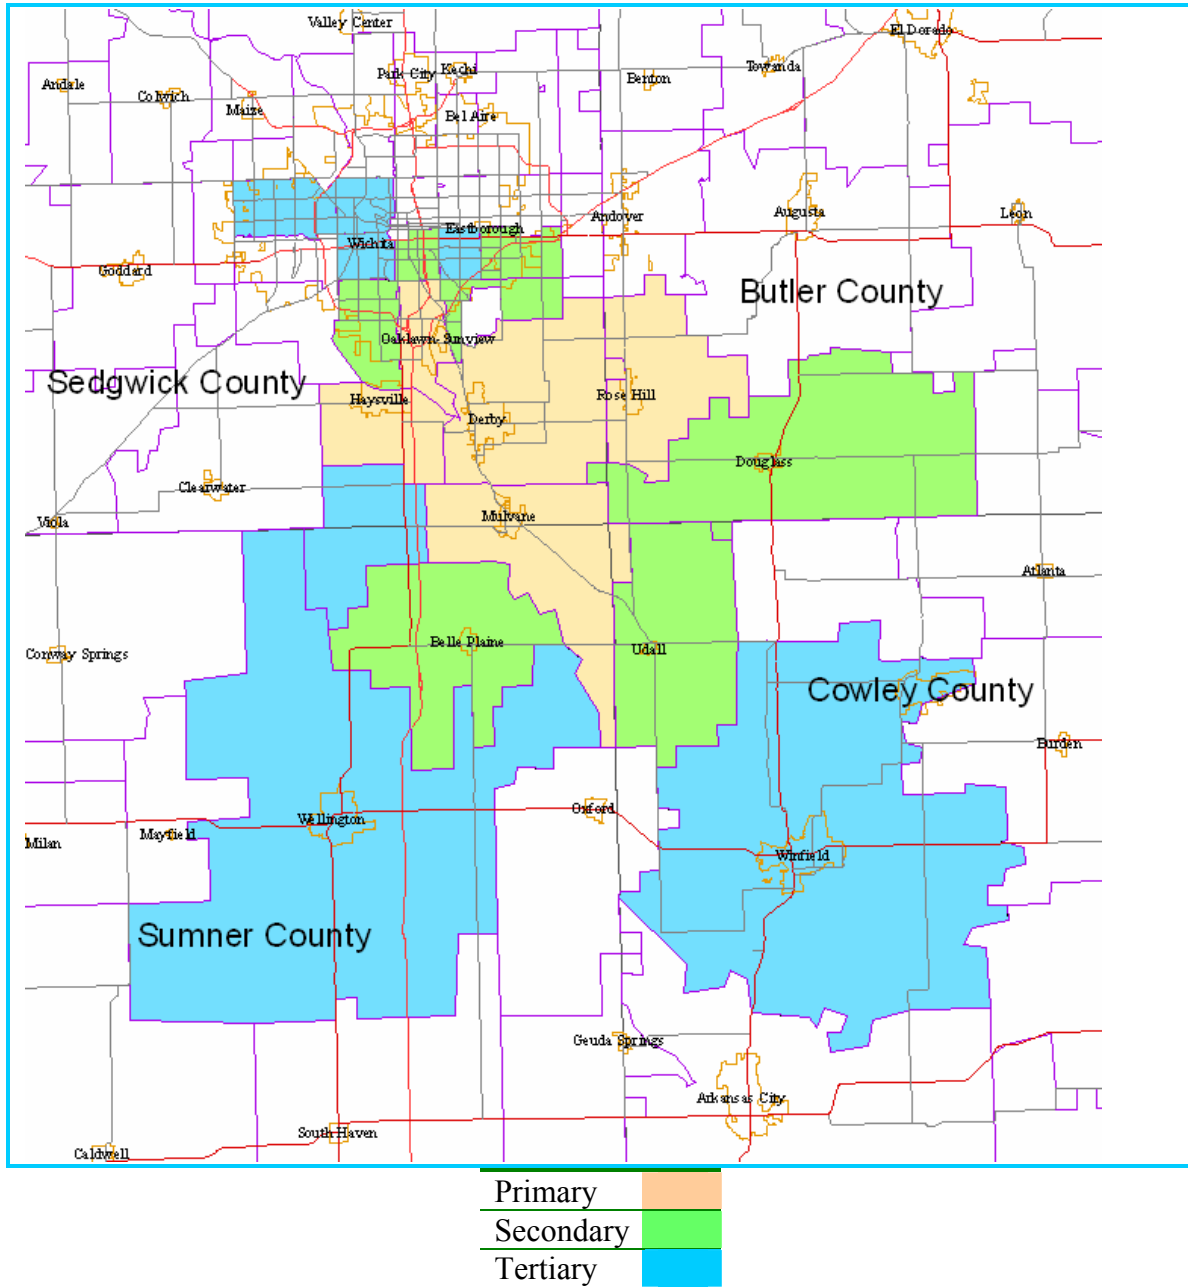 Valley Center
El Dorado
Park City
Kechi
Towanda
Benton
Andale
Colwich
Maize
Bel Aire
Andover
Augusta
Leon
Eastborough
Wichita
Goddard
Butler County
Oaklawn-Sunview
Sedgwick County
Haysville
Rose Hill
Derby
Douglass
Clearwater
Mulvane
Viola
Atlanta
Belle Plaine
Udall
Conway Springs
Cowley County
Burden
Oxford
Wellington
Mayfield
Milan
Winfield
Sumner County
Geuda Springs
Arkansas City
South Haven
Caldwell
Primary
Secondary
Tertiary